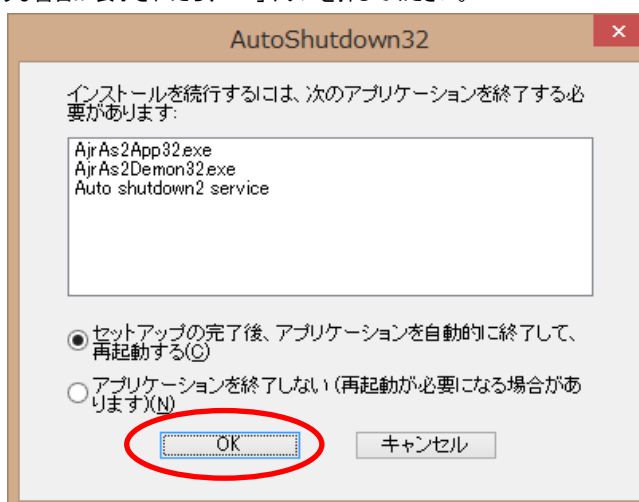 AutoShutdown32
インストールを続行するには、次のアプリケーションを終了する必
要があります:
AjrAs2App32.exe
AjrAs2Demon32.exe
Auto shutdown2 service
セットアップの完了後、アプリケーションを自動的に終了して、
再起動する(C)
アプリケーションを終了しない (再起動が必要になる場合があ
ります)(N)
OK
キャンセル